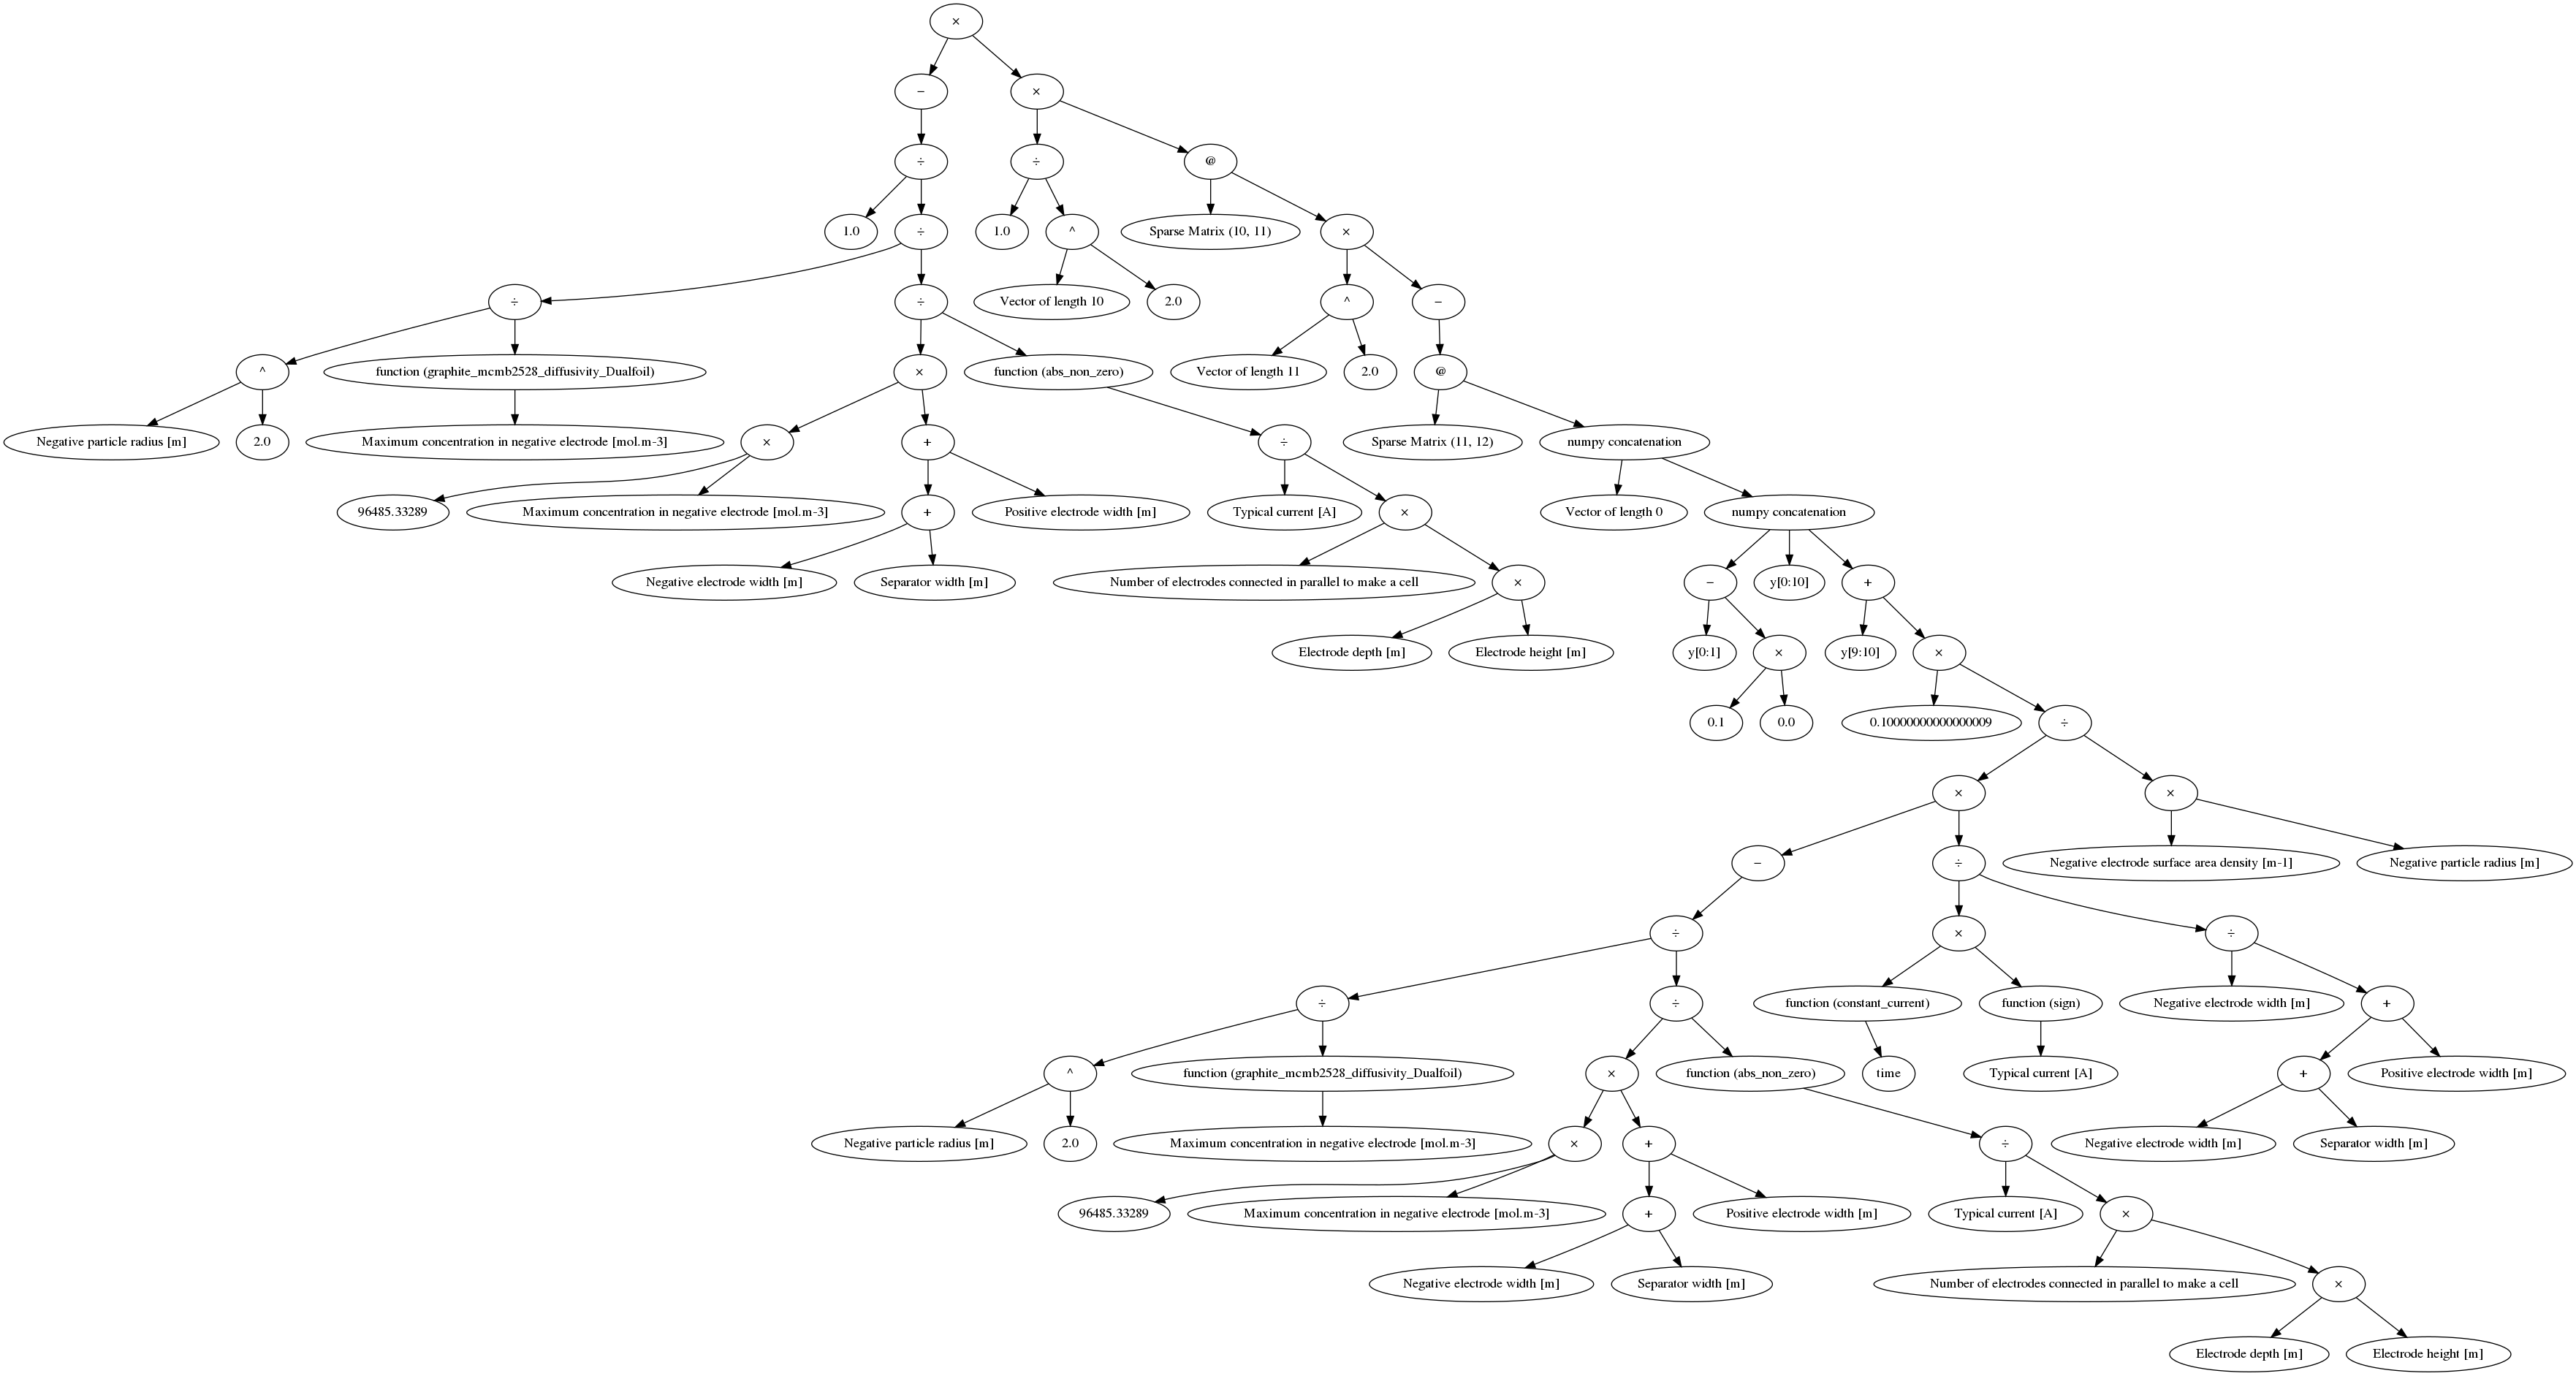 ×
−
×
÷
÷
@
1.0
÷
1.0
^
Sparse Matrix (10, 11)
×
÷
÷
Vector of length 10
2.0
^
−
^
function (graphite_mcmb2528_diffusivity_Dualfoil)
×
function (abs_non_zero)
Vector of length 11
2.0
@
Negative particle radius [m]
2.0
Maximum concentration in negative electrode [mol.m-3]
×
+
÷
Sparse Matrix (11, 12)
numpy concatenation
96485.33289
Maximum concentration in negative electrode [mol.m-3]
+
Positive electrode width [m]
Typical current [A]
×
Vector of length 0
numpy concatenation
Negative electrode width [m]
Separator width [m]
Number of electrodes connected in parallel to make a cell
×
−
y[0:10]
+
Electrode depth [m]
Electrode height [m]
y[0:1]
×
y[9:10]
×
0.1
0.0
0.10000000000000009
÷
×
×
−
÷
Negative electrode surface area density [m-1]
Negative particle radius [m]
÷
×
÷
÷
÷
function (constant_current)
function (sign)
Negative electrode width [m]
+
^
function (graphite_mcmb2528_diffusivity_Dualfoil)
×
function (abs_non_zero)
time
Typical current [A]
+
Positive electrode width [m]
Negative particle radius [m]
2.0
Maximum concentration in negative electrode [mol.m-3]
×
+
÷
Negative electrode width [m]
Separator width [m]
96485.33289
Maximum concentration in negative electrode [mol.m-3]
+
Positive electrode width [m]
Typical current [A]
×
Negative electrode width [m]
Separator width [m]
Number of electrodes connected in parallel to make a cell
×
Electrode depth [m]
Electrode height [m]